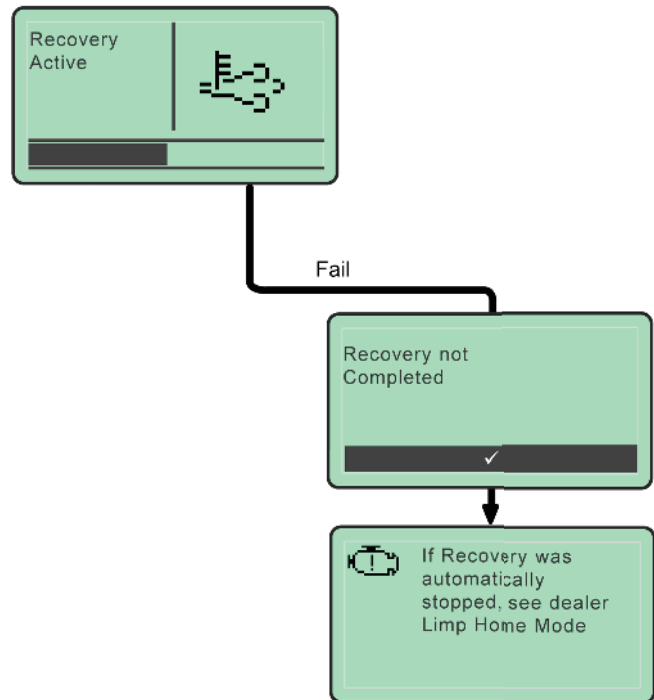 Recovery
Active
Fail
Recovery not
Completed
✓
If Recovery was
automatically
stopped, see dealer
Limp Home Mode